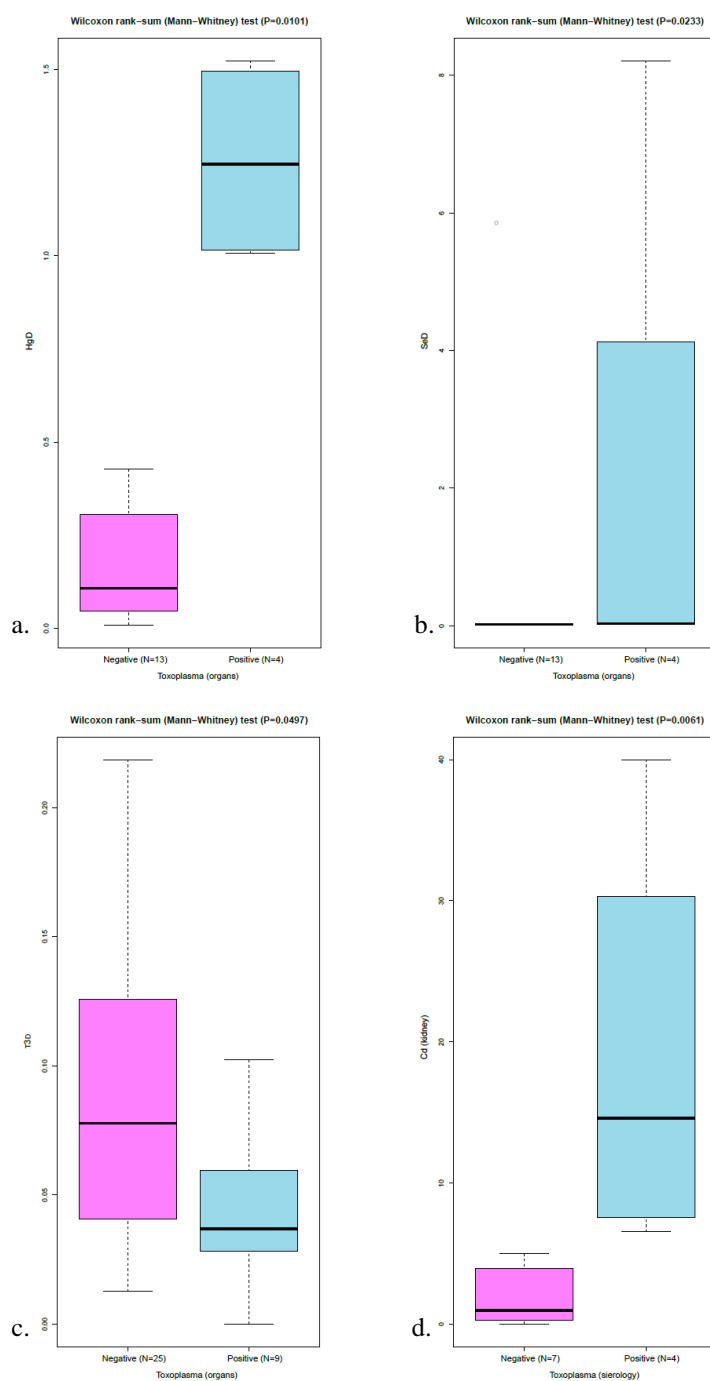 Wilcoxon rank−sum (Mann−Whitney) test (P=0.0101)
HgD
0.0
0.5
1.0
1.5
Negative (N=13)
Positive (N=4)
Toxoplasma (organs)
a.
Wilcoxon rank−sum (Mann−Whitney) test (P=0.0233)
SeD
0
2
4
6
8
Negative (N=13)
Positive (N=4)
Toxoplasma (organs)
b.
Wilcoxon rank−sum (Mann−Whitney) test (P=0.0497)
T3D
0.00
0.05
0.10
0.15
0.20
Negative (N=25)
Positive (N=9)
Toxoplasma (organs)
c.
Wilcoxon rank−sum (Mann−Whitney) test (P=0.0061)
Cd (kidney)
0
10
20
30
40
Negative (N=7)
Positive (N=4)
Toxoplasma (sierology)
d.